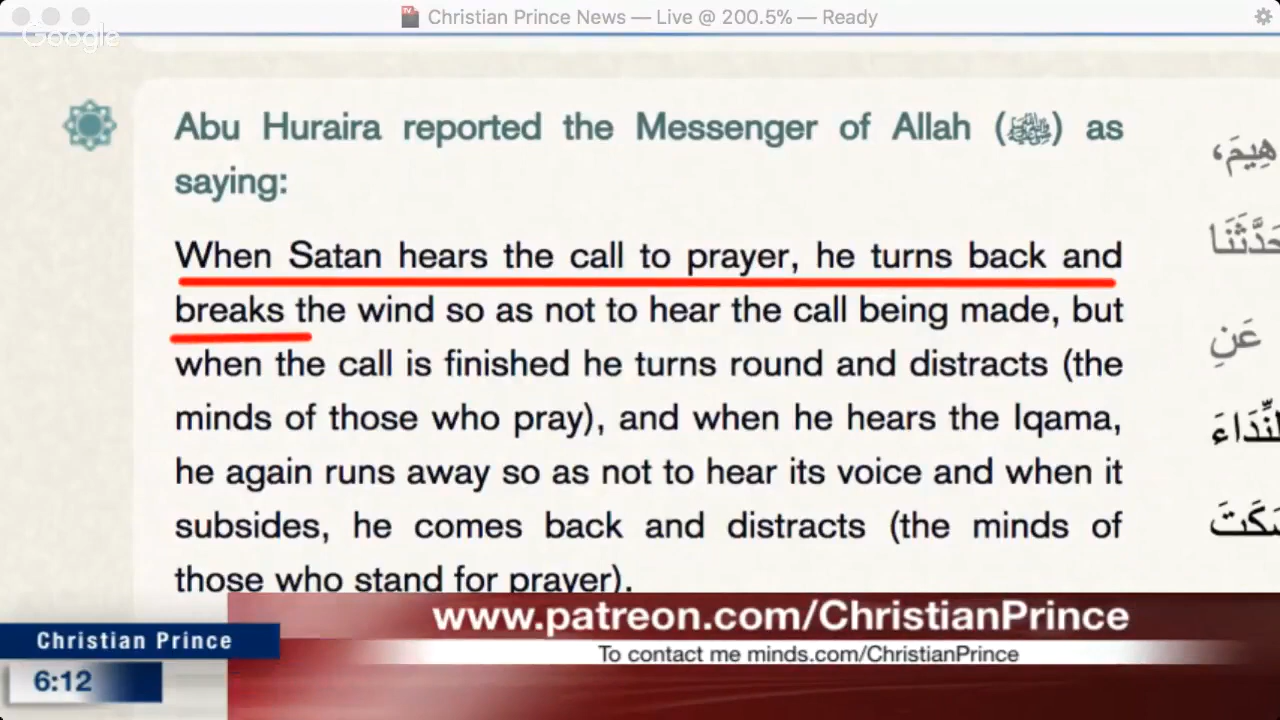 Christian Prince News — Live @ 200.5% — Ready
Google
Abu Huraira reported the Messenger of Allah (ﷺ) as
saying:
When Satan hears the call to prayer, he turns back and
breaks the wind so as not to hear the call being made, but
when the call is finished he turns round and distracts (the
minds of those who pray), and when he hears the Iqama,
he again runs away so as not to hear its voice and when it
subsides, he comes back and distracts (the minds of
those who stand for prayer).
هِيمَ،
حَدَّثَنَا
عَنِ
النِّدَاءَ
سَكَتَ
www.patreon.com/ChristianPrince
To contact me minds.com/ChristianPrince
Christian Prince
6:12